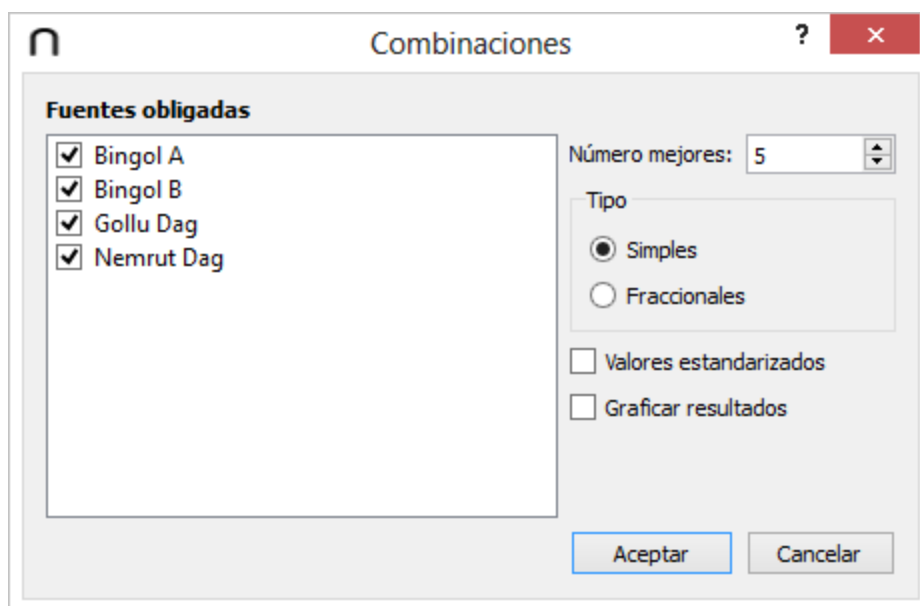 Combinaciones
?
Fuentes obligadas
Bingol A
Bingol B
Gollu Dag
Nemrut Dag
Número mejores: 5
Tipo
Simples
Fraccionales
Valores estandarizados
Graficar resultados
Aceptar
Cancelar